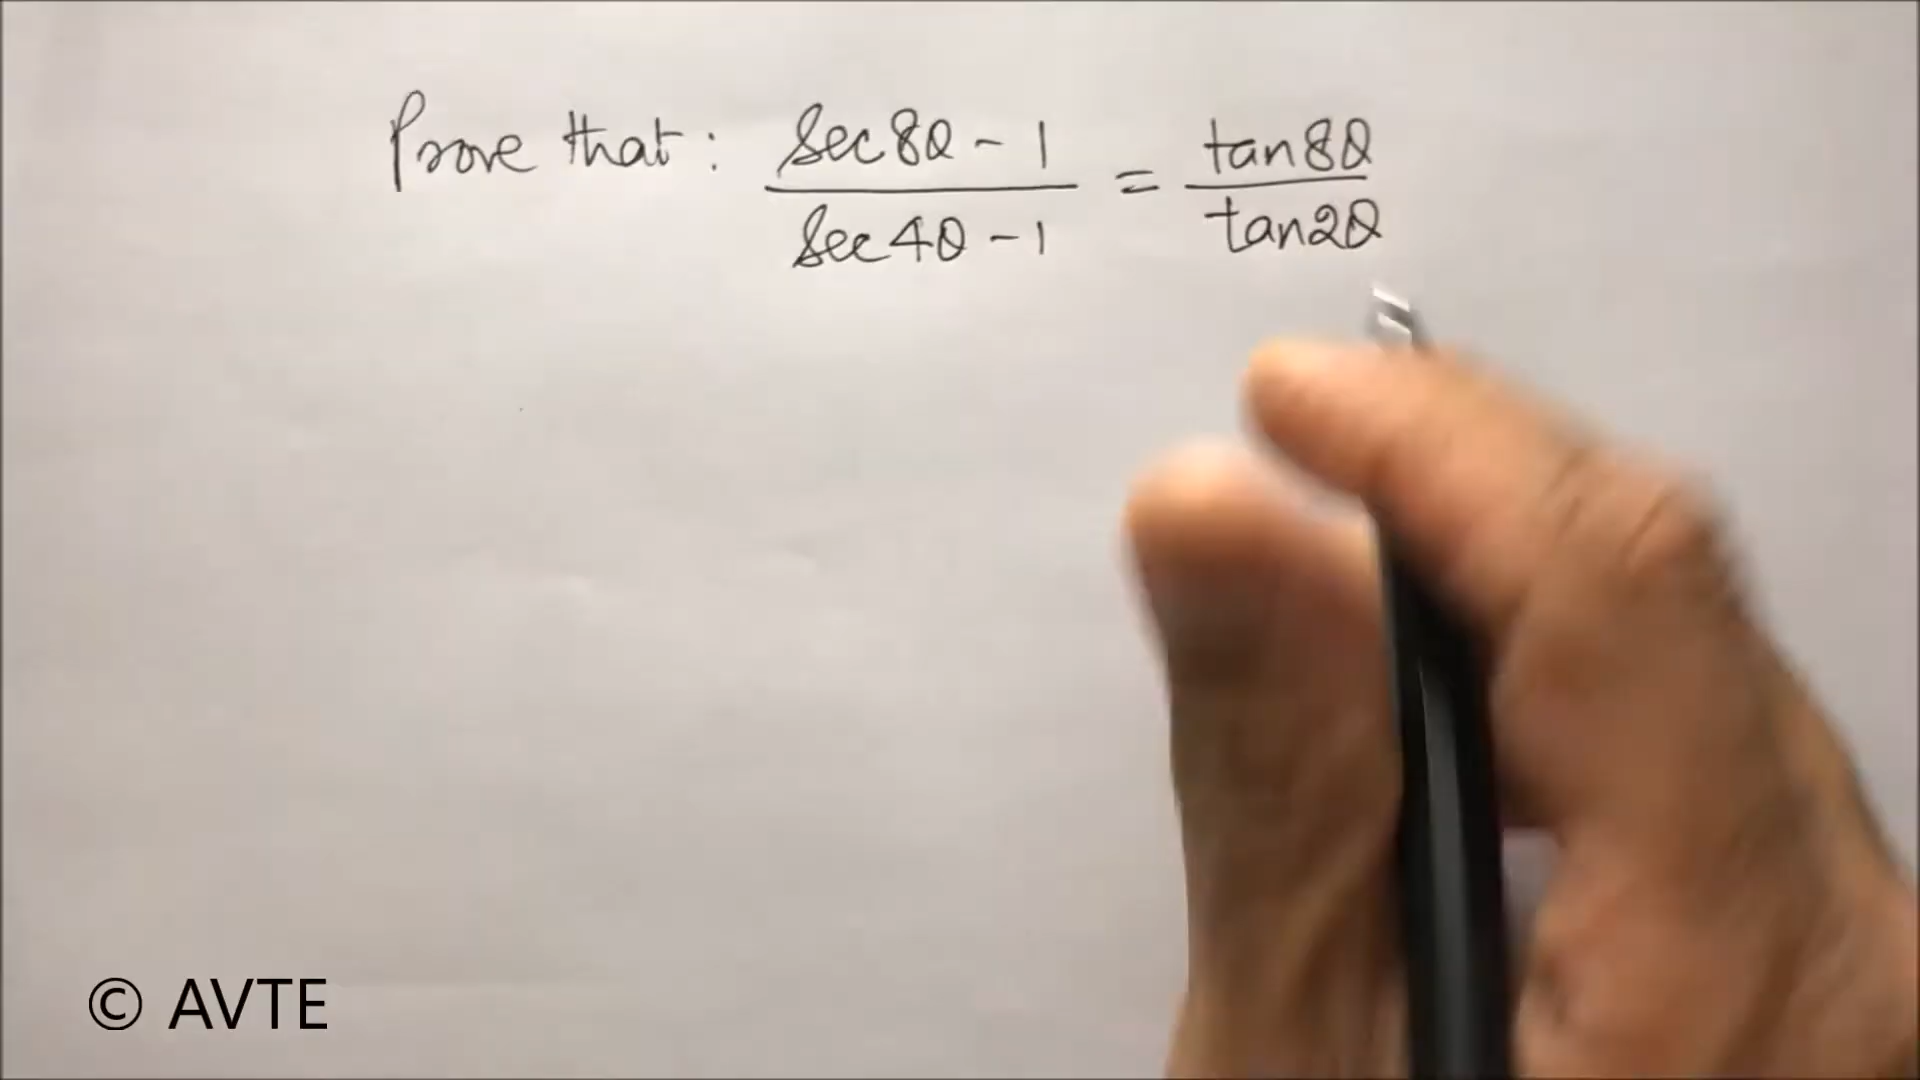 Prove that : sec8θ - 1 / sec4θ - 1 = tan8θ / tan2θ
© AVTE